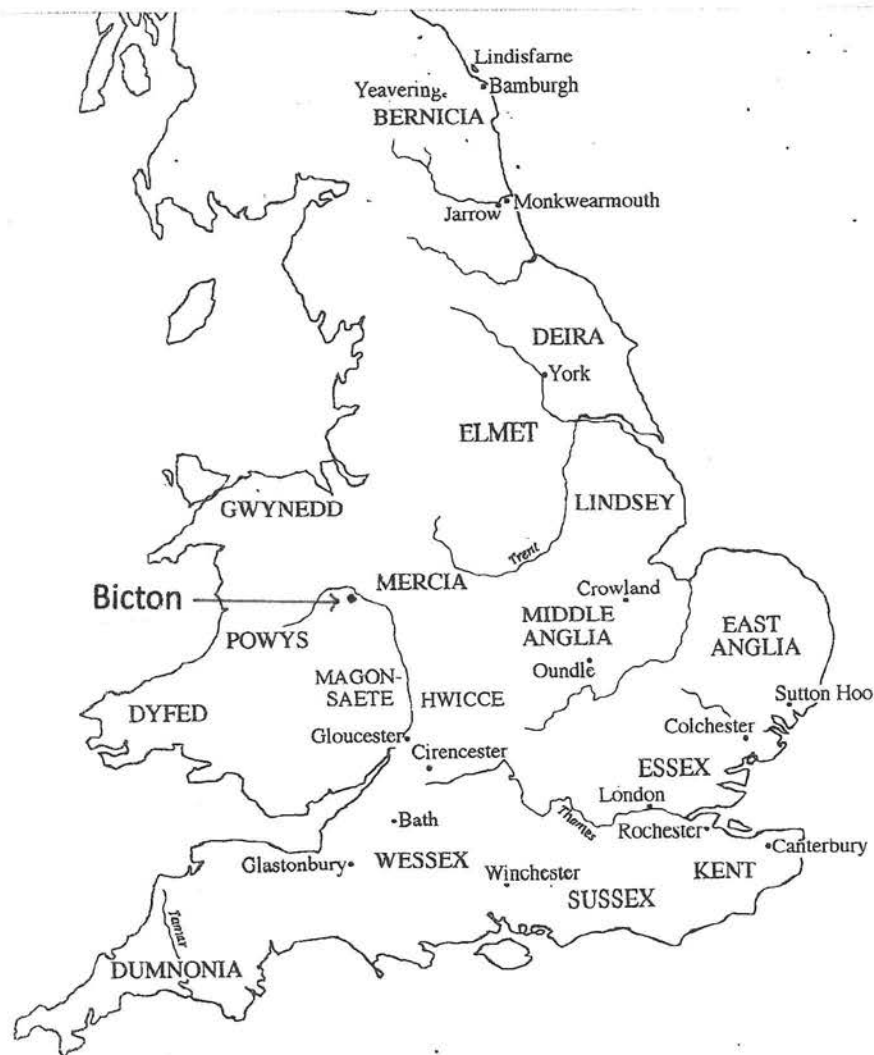 Lindisfarne
Yeavering
Bamburgh
BERNICIA
Monkwearmouth
Jarrow
DEIRA
York
ELMET
LINDSEY
GWYNEDD
Trent
MERCIA
Bicton
Crowland
MIDDLE
ANGLIA
EAST
ANGLIA
POWYS
Oundle
MAGON-
SAETE
HWICCE
DYFED
Sutton Hoo
Gloucester
Colchester
Cirencester
ESSEX
London
Thames
Bath
Rochester
Canterbury
Glastonbury
WESSEX
Winchester
KENT
SUSSEX
Tamar
DUMNONIA